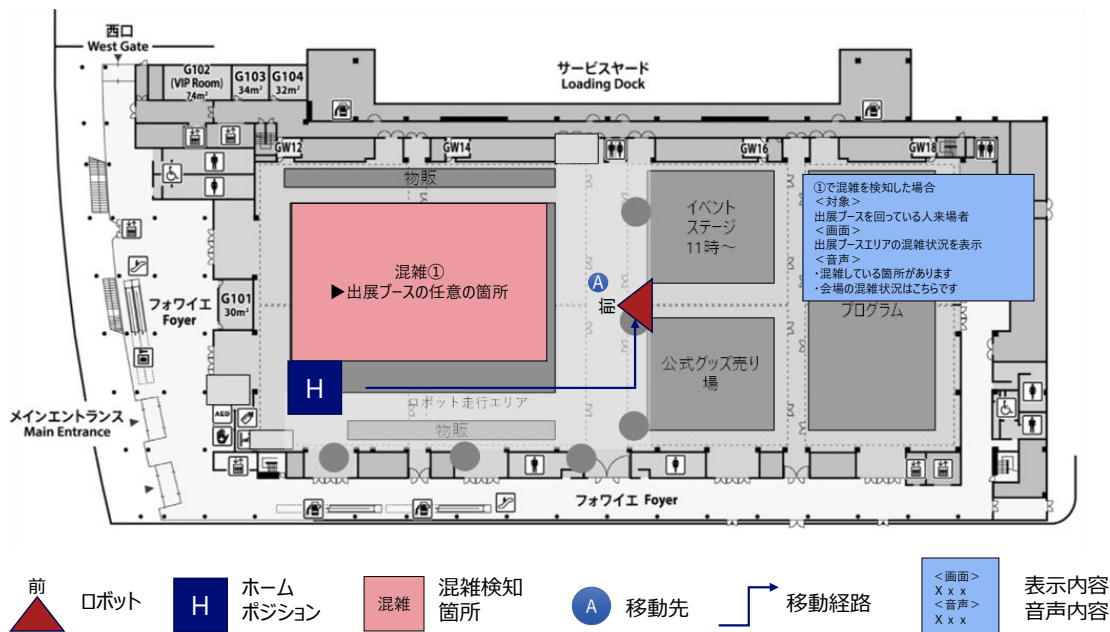 西口
West Gate
G102
(VIP Room)
74m²
G103
34m²
G104
32m²
サービスヤード
Loading Dock
GW12
GW14
GW16
GW18
物販
混雑①
▶出展ブースの任意の箇所
イベント
ステージ
11時～
①で混雑を検知した場合
＜対象＞
出展ブースを回っている人来場者
＜画面＞
出展ブースエリアの混雑状況を表示
＜音声＞
・混雑している箇所があります
・会場の混雑状況はこちらです
プログラム
A
前
G101
30m²
フォワイエ
Foyer
公式グッズ売り
場
H
ロボット走行エリア
物販
AED
メインエントランス
Main Entrance
フォワイエ Foyer
前
ロボット
H
ホーム
ポジション
混雑
混雑検知
箇所
A
移動先
移動経路
＜画面＞
Ｘｘｘ
＜音声＞
Ｘｘｘ
表示内容
音声内容